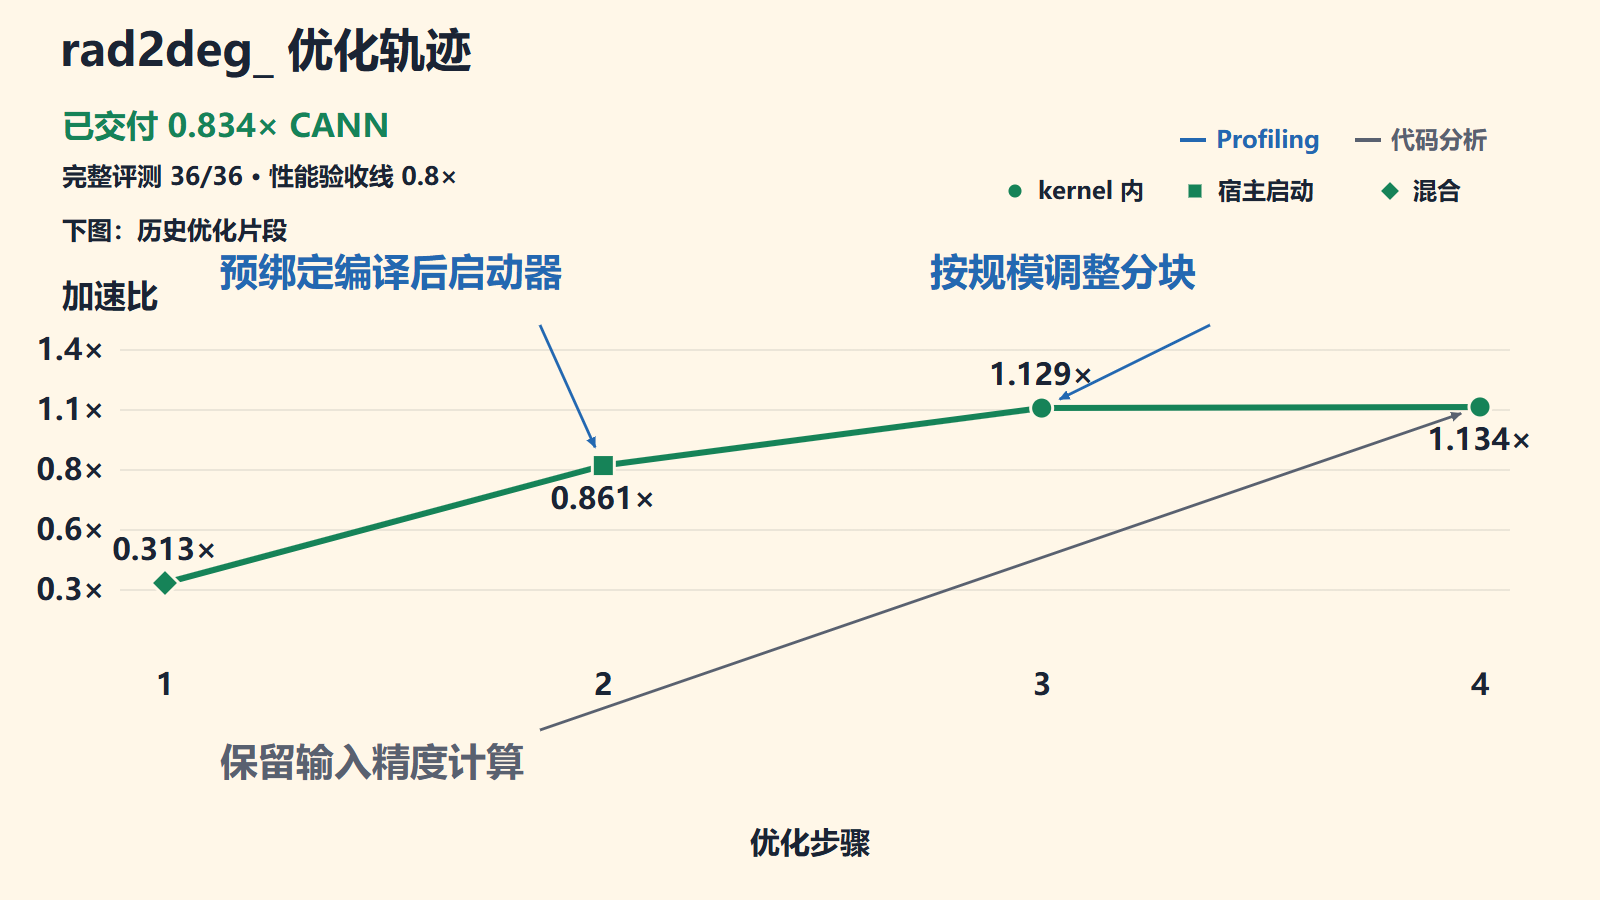 rad2deg_ 优化轨迹
已交付 0.834× CANN
完整评测 36/36・性能验收线 0.8×
下图：历史优化片段
Profiling
代码分析
kernel 内
宿主启动
混合
加速比
预绑定编译后启动器
按规模调整分块
1.4×
1.1×
0.8×
0.6×
0.3×
0.313×
0.861×
1.129×
1.134×
1
2
3
4
保留输入精度计算
优化步骤